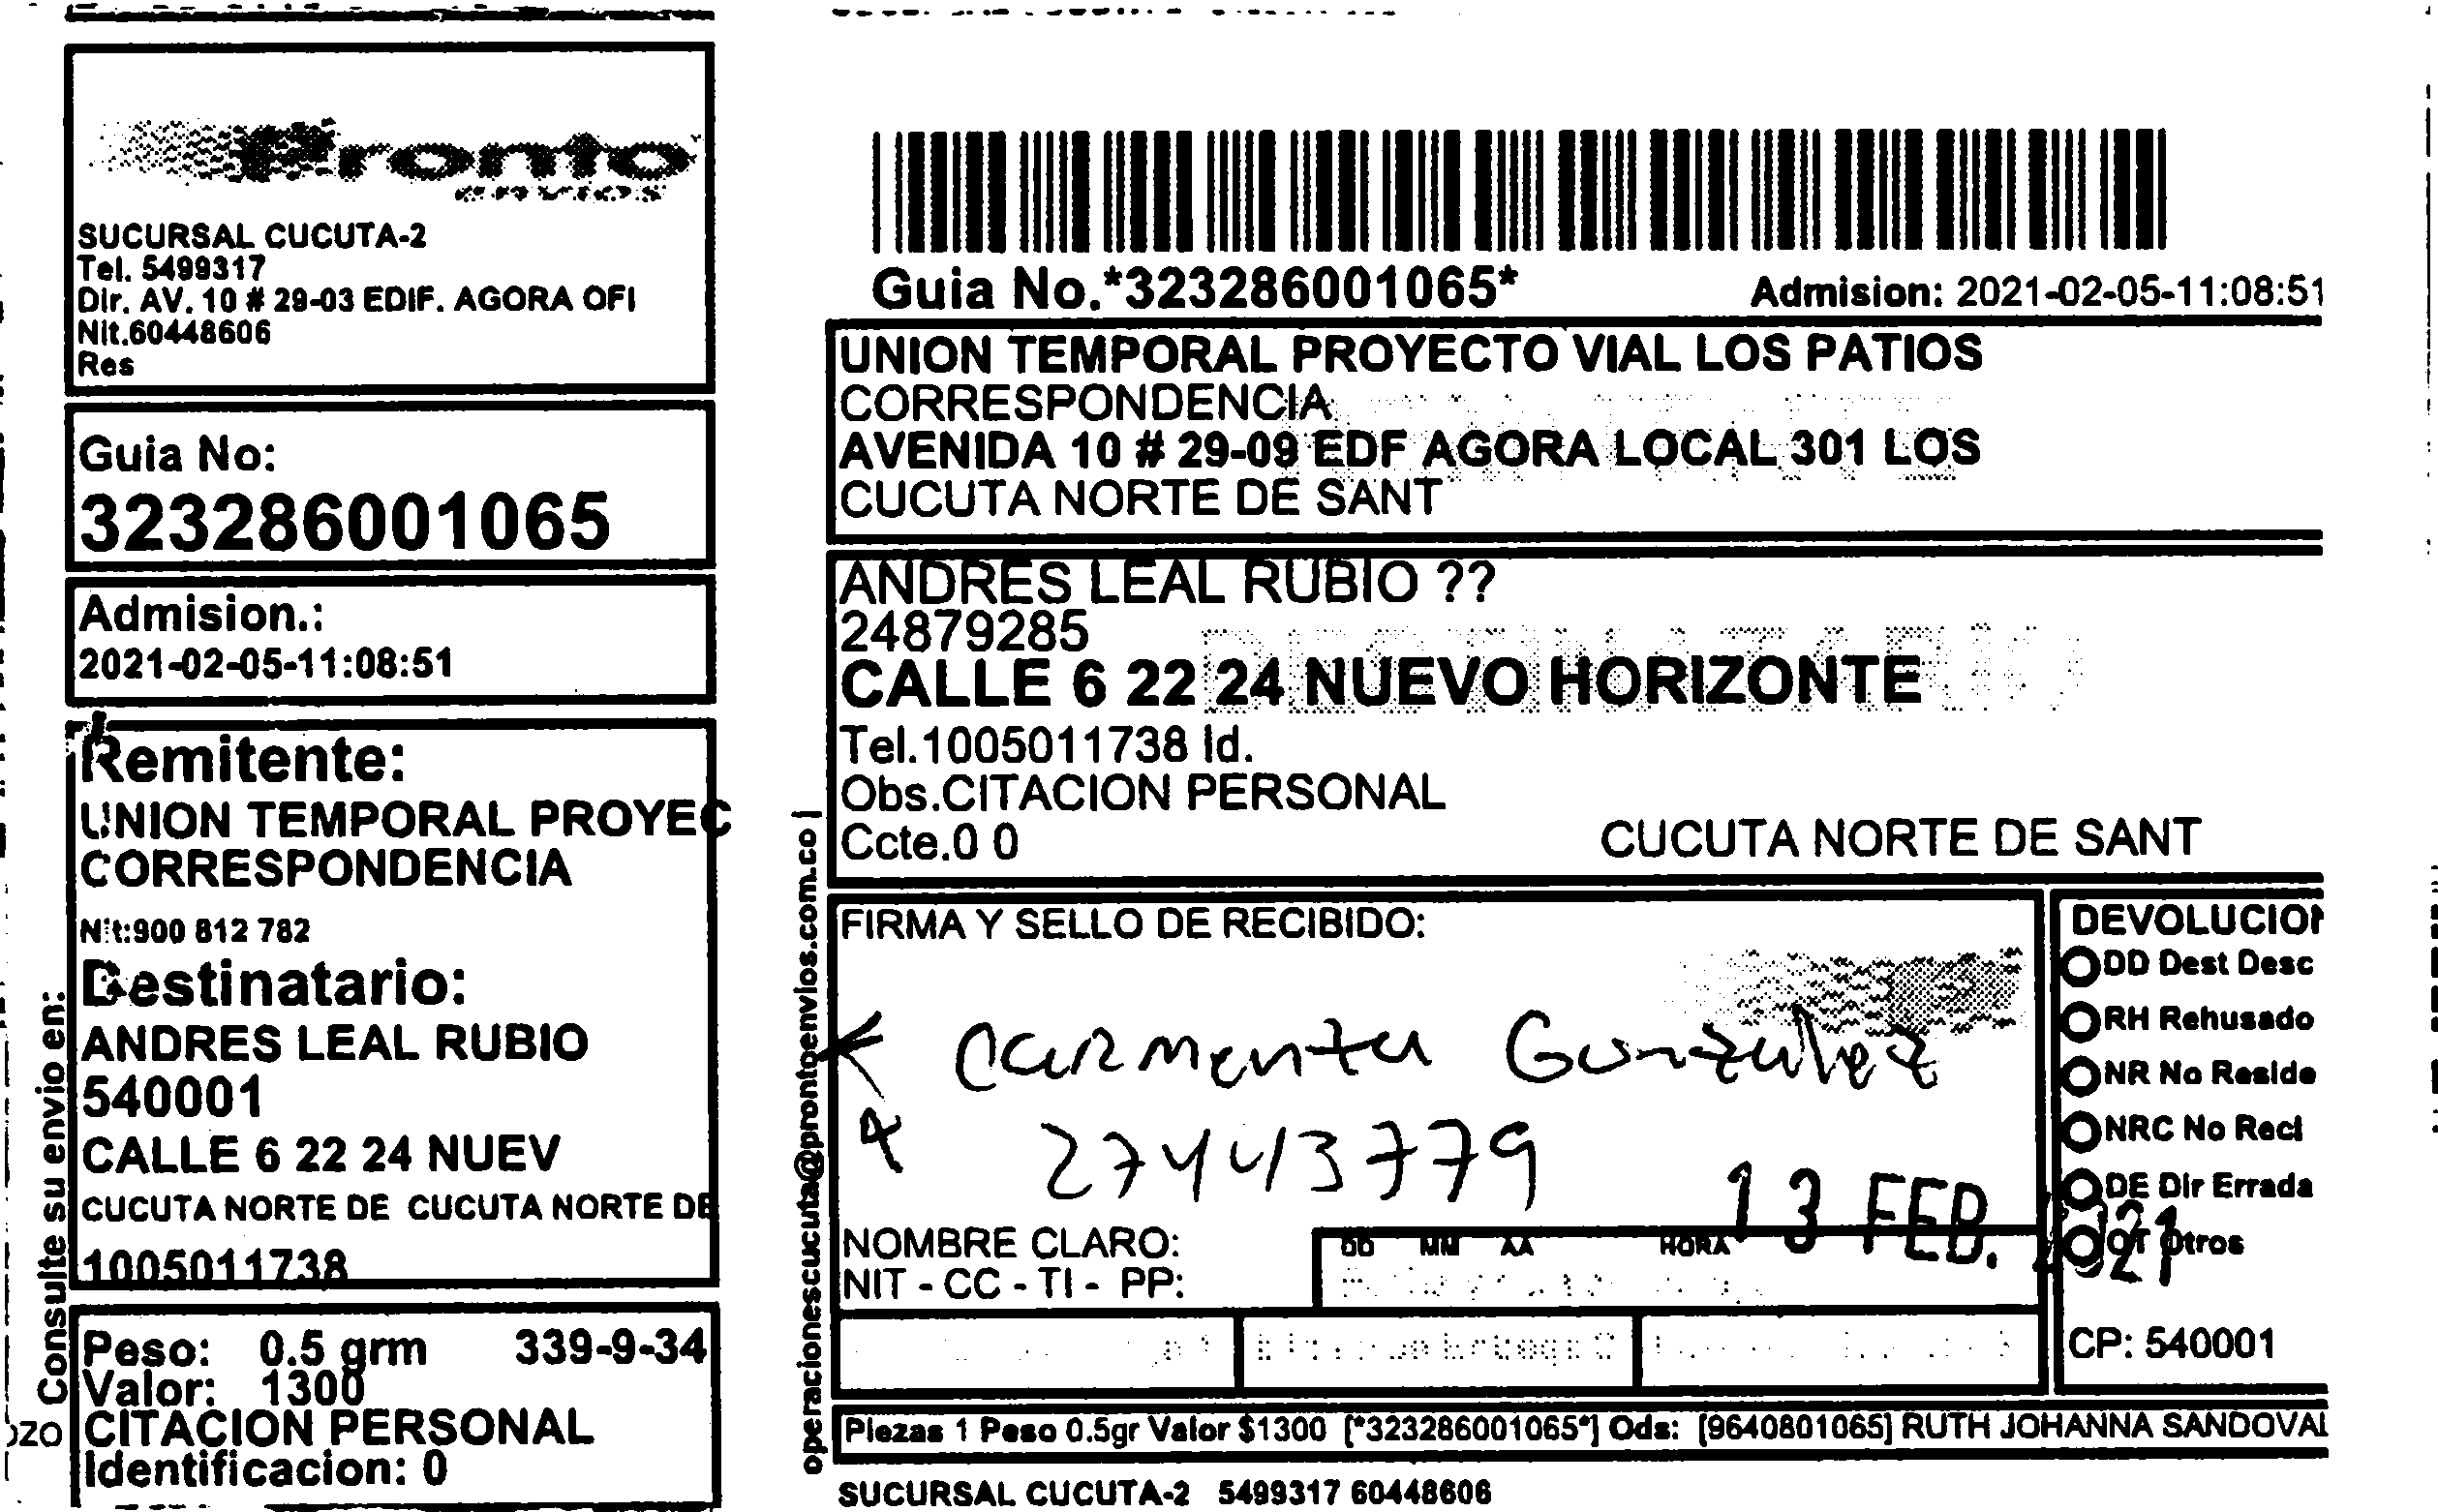 Pronto
envios
SUCURSAL CUCUTA-2
Tel. 5499317
Dir. AV. 10 # 29-03 EDIF. AGORA OFI
Nit.60448606
Res
Guia No:
323286001065
Admision.:
2021-02-05-11:08:51
Remitente:
UNION TEMPORAL PROYEC
CORRESPONDENCIA
Nit:900 812 782
Destinatario:
ANDRES LEAL RUBIO
540001
CALLE 6 22 24 NUEV
CUCUTA NORTE DE CUCUTA NORTE DE
1005011738
Peso: 0.5 grm 339-9-34
Valor: 1300
CITACION PERSONAL
Identificacion: 0
Consulte su envio en:
operacionescucuta@prontoenvios.com.co |
Guia No.*323286001065*
Admision: 2021-02-05-11:08:51
UNION TEMPORAL PROYECTO VIAL LOS PATIOS
CORRESPONDENCIA
AVENIDA 10 # 29-09 EDF AGORA LOCAL 301 LOS
CUCUTA NORTE DE SANT
ANDRES LEAL RUBIO ??
24879285
DESTINATARIO
CALLE 6 22 24 NUEVO HORIZONTE
Tel.1005011738 Id.
Obs.CITACION PERSONAL
Ccte.0 0 CUCUTA NORTE DE SANT
FIRMA Y SELLO DE RECIBIDO:
Carmenta Gonzalez
27443779
13 FEB. 2021
NOMBRE CLARO:
NIT - CC - TI - PP:
DD MM AA HORA
DEVOLUCION
DD Dest Desc
RH Rehusado
NR No Reside
NRC No Recl
DE Dir Errada
OT Otros
CP: 540001
Piezas 1 Peso 0.5gr Valor $1300 [*323286001065*] Ods: [9640801065] RUTH JOHANNA SANDOVAL
SUCURSAL CUCUTA-2 5499317 60448606